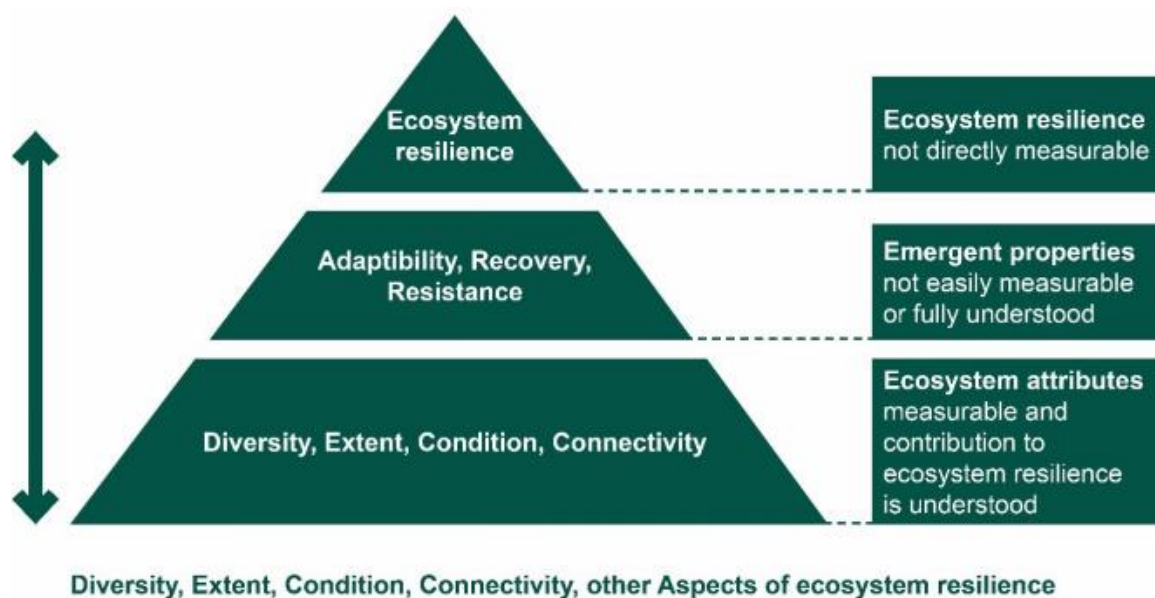 Ecosystem
resilience
Ecosystem resilience
not directly measurable
Adaptibility, Recovery,
Resistance
Emergent properties
not easily measurable
or fully understood
Diversity, Extent, Condition, Connectivity
Ecosystem attributes
measurable and
contribution to
ecosystem resilience
is understood
Diversity, Extent, Condition, Connectivity, other Aspects of ecosystem resilience